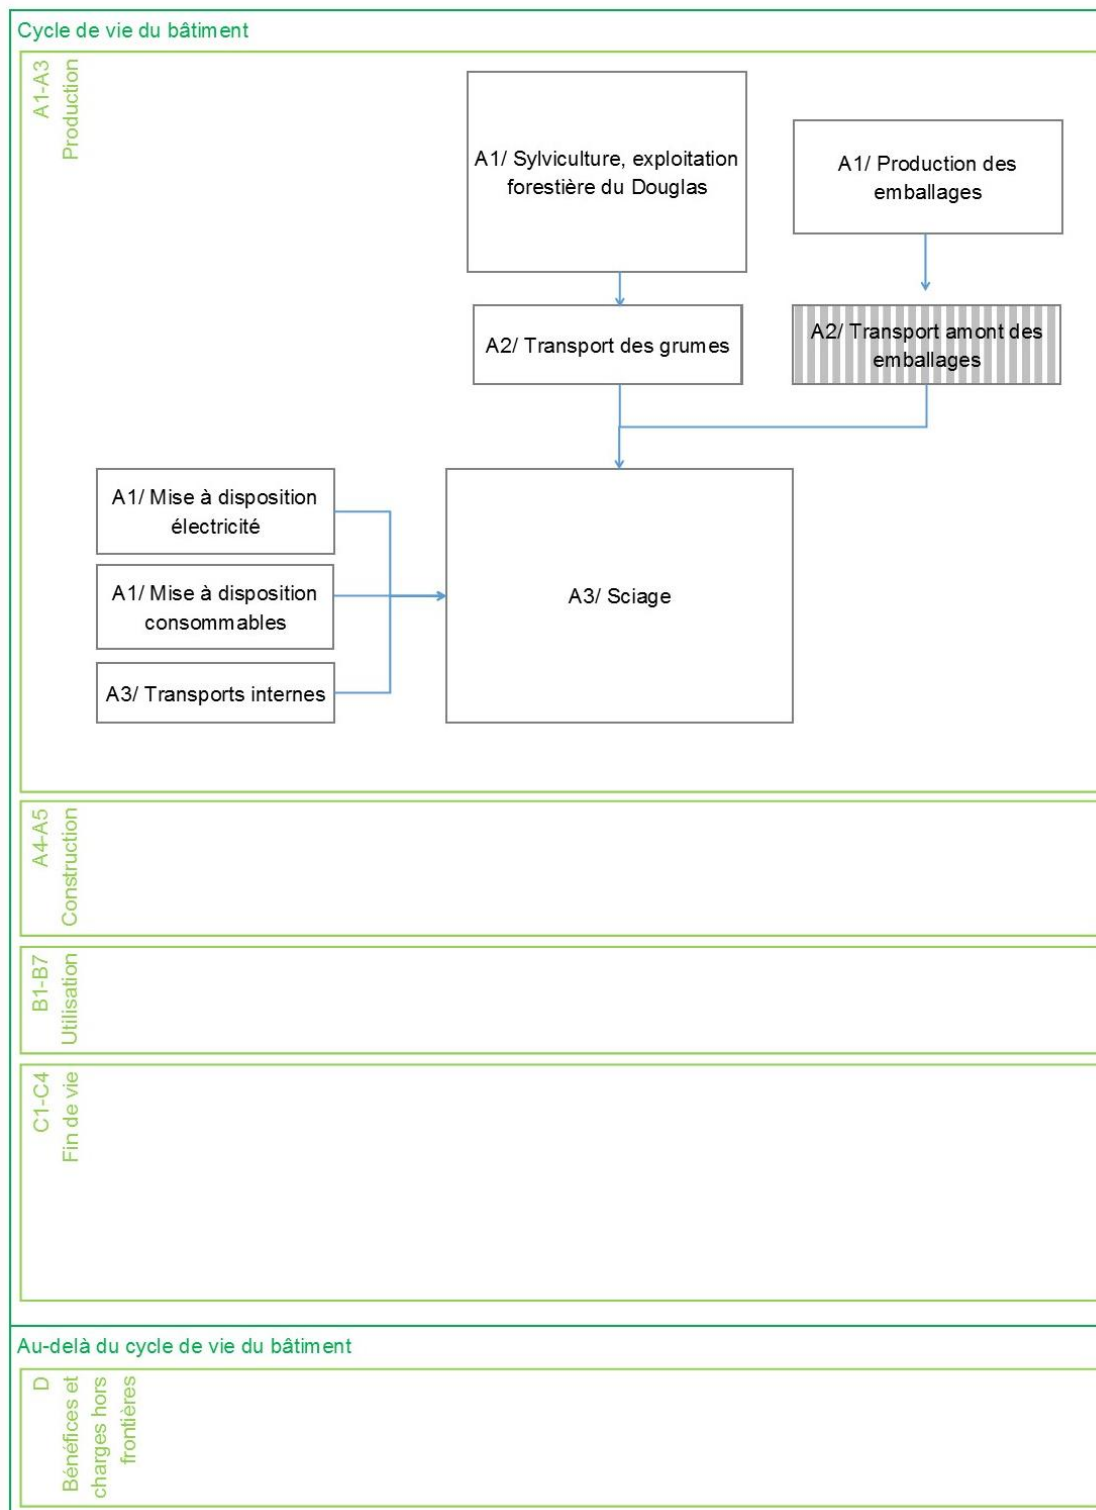 Cycle de vie du bâtiment
A1-A3
Production
A1/ Sylviculture, exploitation
forestière du Douglas
A1/ Production des
emballages
A2/ Transport des grumes
A2/ Transport amont des
emballages
A1/ Mise à disposition
électricité
A1/ Mise à disposition
consommables
A3/ Transports internes
A3/ Sciage
A4-A5
Construction
B1-B7
Utilisation
C1-C4
Fin de vie
Au-delà du cycle de vie du bâtiment
D
Bénéfices et
charges hors
frontières